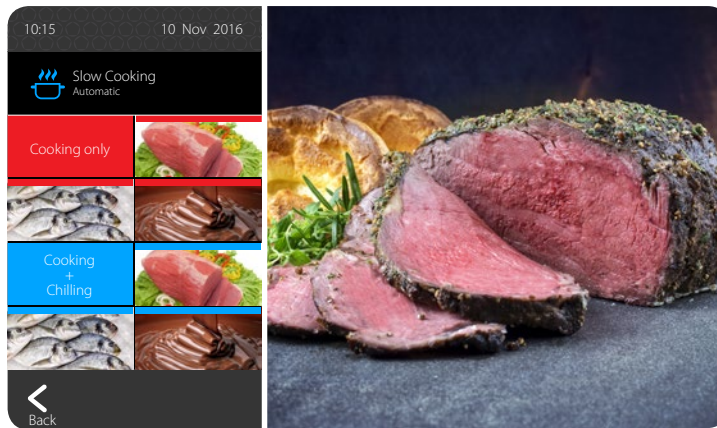 10:15 10 Nov 2016
Slow Cooking
Automatic
Cooking only
Cooking
+
Chilling
Back